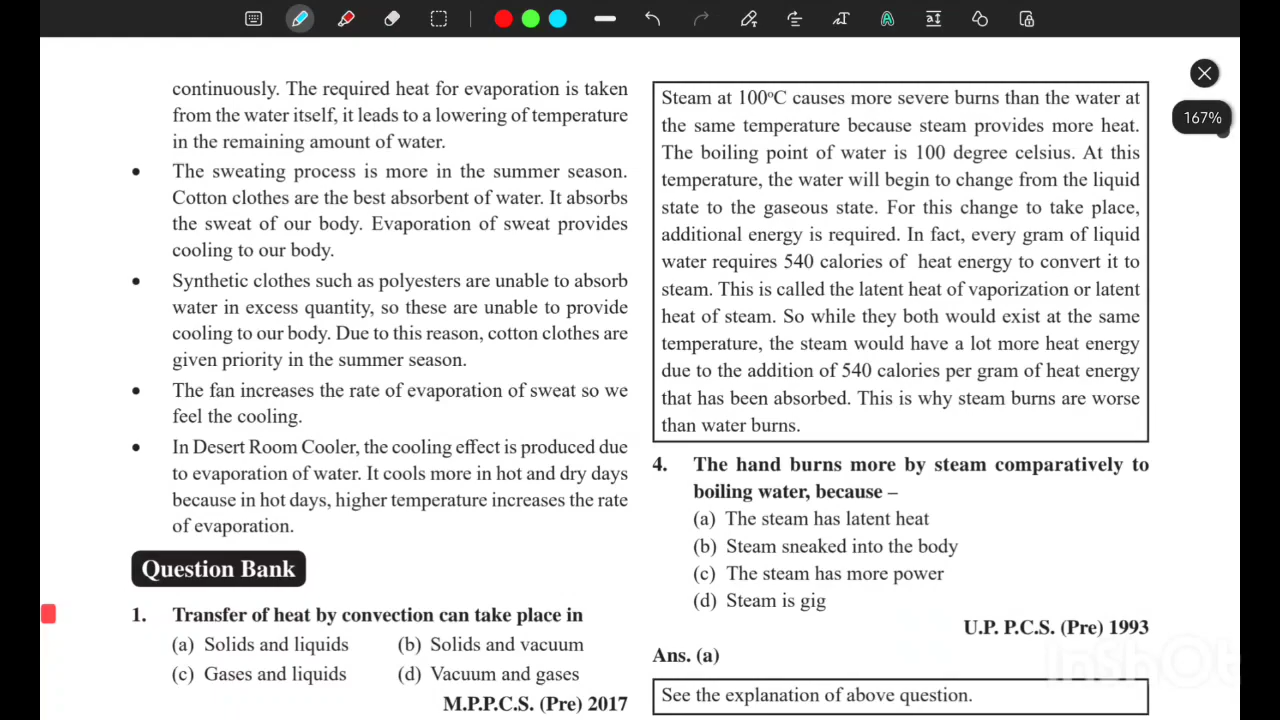 167%
continuously. The required heat for evaporation is taken
from the water itself, it leads to a lowering of temperature
in the remaining amount of water.
• The sweating process is more in the summer season.
Cotton clothes are the best absorbent of water. It absorbs
the sweat of our body. Evaporation of sweat provides
cooling to our body.
• Synthetic clothes such as polyesters are unable to absorb
water in excess quantity, so these are unable to provide
cooling to our body. Due to this reason, cotton clothes are
given priority in the summer season.
• The fan increases the rate of evaporation of sweat so we
feel the cooling.
• In Desert Room Cooler, the cooling effect is produced due
to evaporation of water. It cools more in hot and dry days
because in hot days, higher temperature increases the rate
of evaporation.
Question Bank
1. Transfer of heat by convection can take place in
(a) Solids and liquids (b) Solids and vacuum
(c) Gases and liquids (d) Vacuum and gases
M.P.P.C.S. (Pre) 2017
Steam at 100°C causes more severe burns than the water at
the same temperature because steam provides more heat.
The boiling point of water is 100 degree celsius. At this
temperature, the water will begin to change from the liquid
state to the gaseous state. For this change to take place,
additional energy is required. In fact, every gram of liquid
water requires 540 calories of heat energy to convert it to
steam. This is called the latent heat of vaporization or latent
heat of steam. So while they both would exist at the same
temperature, the steam would have a lot more heat energy
due to the addition of 540 calories per gram of heat energy
that has been absorbed. This is why steam burns are worse
than water burns.
4. The hand burns more by steam comparatively to
boiling water, because –
(a) The steam has latent heat
(b) Steam sneaked into the body
(c) The steam has more power
(d) Steam is gig
U.P. P.C.S. (Pre) 1993
Ans. (a)
See the explanation of above question.
InShOt